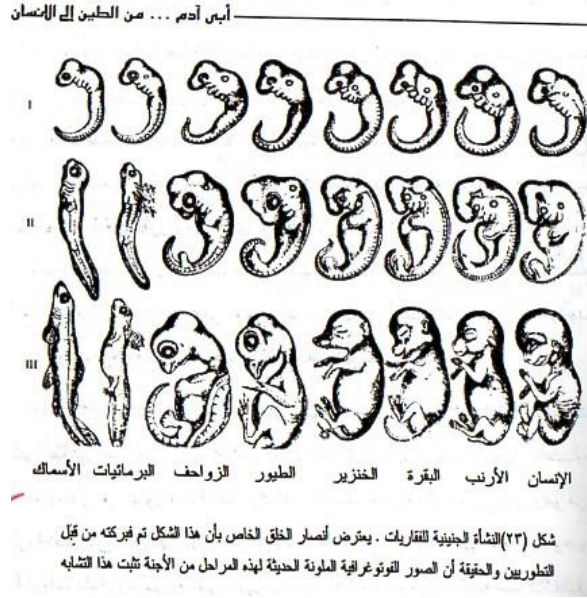 أبى آدم ... من الطين إلى الإنسان
I
II
III
الإنسان الأرنب البقرة الخنزير الطيور الزواحف البرمائيات الأسماك
شكل (٢٣) النشأة الجنينية للفقاريات . يعترض أنصار الخلق الخاص بأن هذا الشكل تم فبركته من قبل
التطوريين والحقيقة أن الصور الفوتوغرافية الملونة الحديثة لهذه المراحل من الأجنة تثبت هذا التشابه